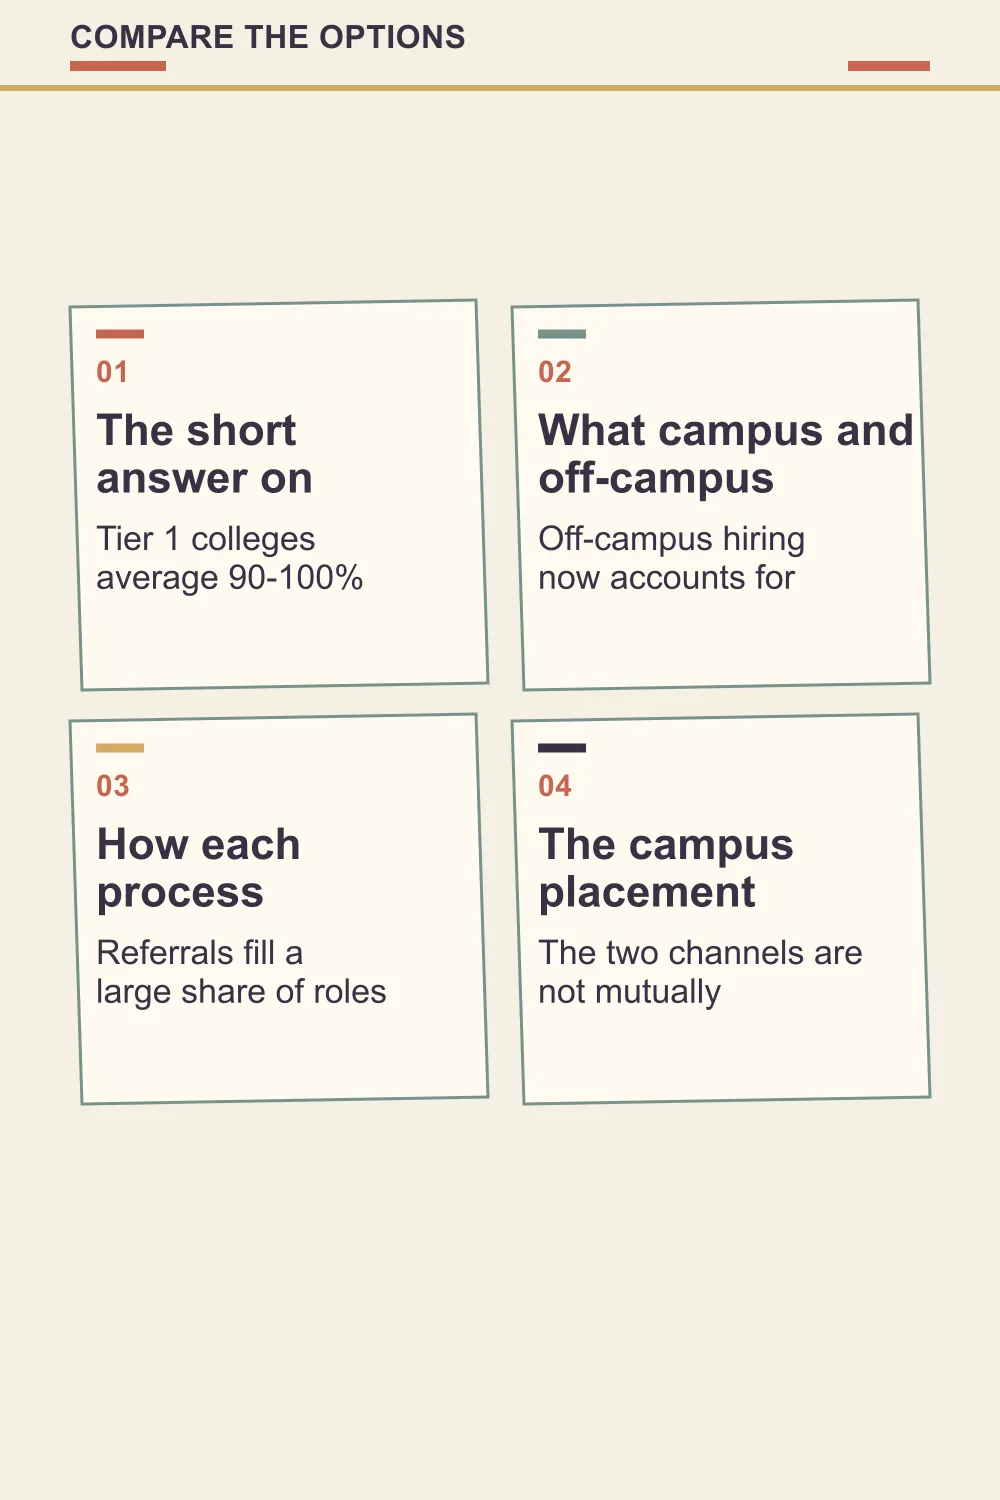 COMPARE THE OPTIONS
01
The short
answer on
Tier 1 colleges
average 90-100%
02
What campus and
off-campus
Off-campus hiring
now accounts for
03
How each
process
Referrals fill a
large share of roles
04
The campus
placement
The two channels are
not mutually